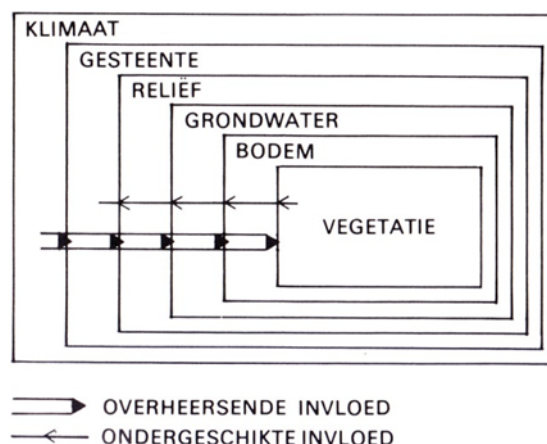 KLIMAAT
GESTEENTE
RELIËF
GRONDWATER
BODEM
VEGETATIE
OVERHEERSENDE INVLOED
ONDERGESCHIKTE INVLOED